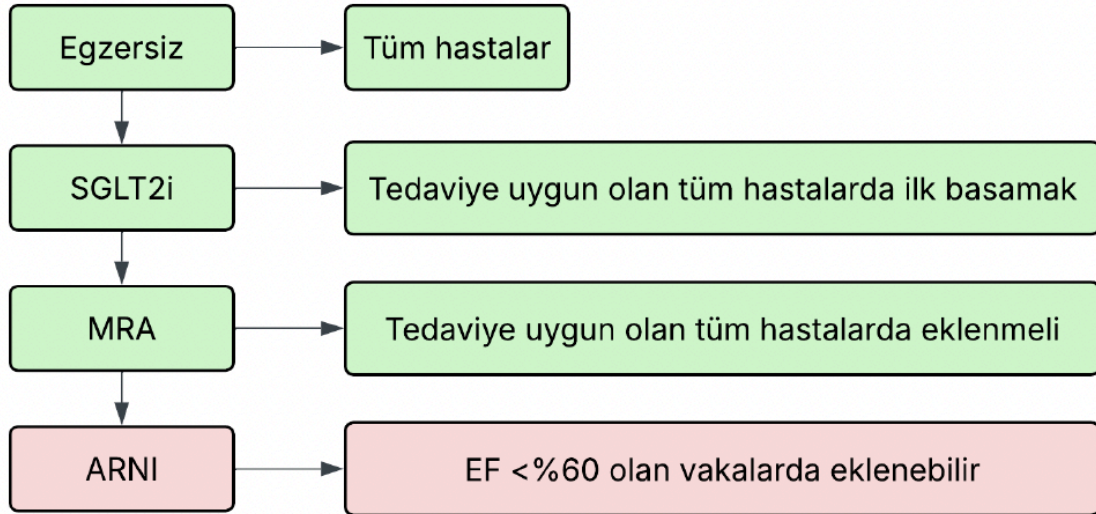 Egzersiz
Tüm hastalar
SGLT2i
Tedaviye uygun olan tüm hastalarda ilk basamak
MRA
Tedaviye uygun olan tüm hastalarda eklenmeli
ARNI
EF <%60 olan vakalarda eklenebilir